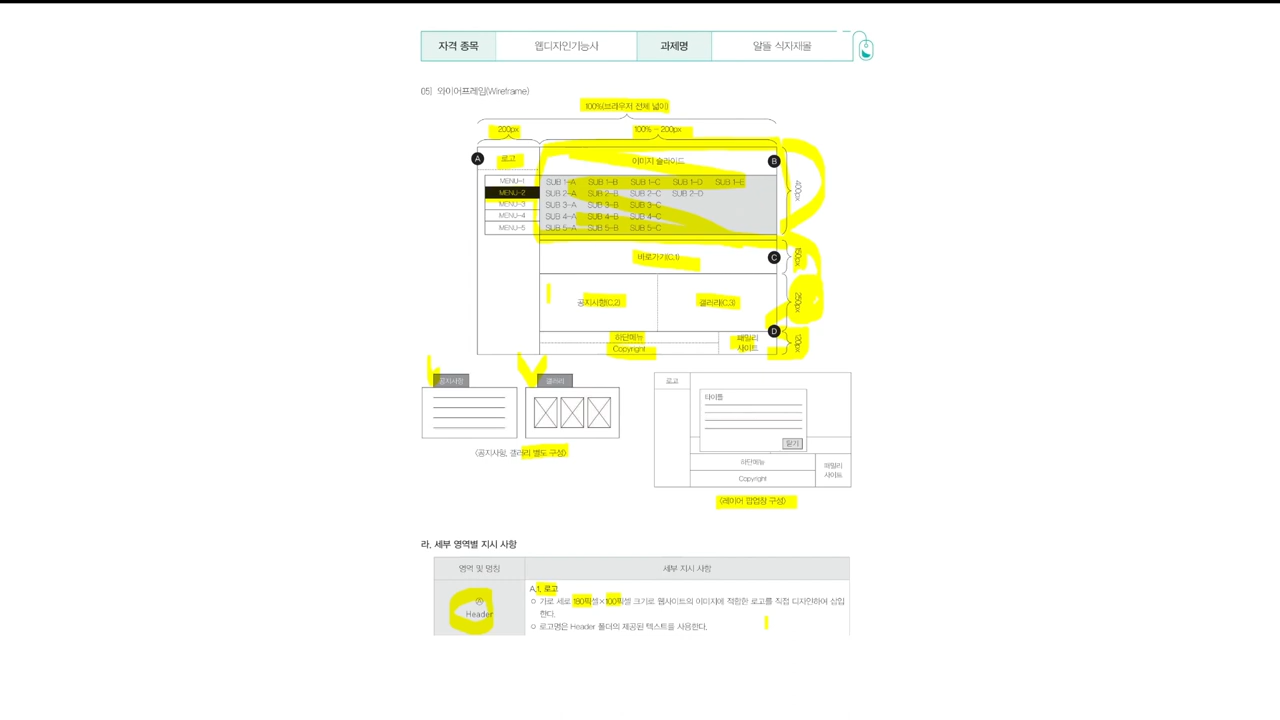 자격 종목 웹디자인기능사 과제명 알뜰 식자재몰
05) 와이어프레임(Wireframe)
100%(브라우저 전체 넓이)
200px 100% - 200px
A 로고 이미지 슬라이드 B
400px
MENU-1 SUB 1-A SUB 1-B SUB 1-C SUB 1-D SUB 1-E
MENU-2 SUB 2-A SUB 2-B SUB 2-C SUB 2-D
MENU-3 SUB 3-A SUB 3-B SUB 3-C
MENU-4 SUB 4-A SUB 4-B SUB 4-C
MENU-5 SUB 5-A SUB 5-B SUB 5-C
바로가기(C.1) C
공지사항(C.2) 갤러리(C.3) 250px
D
하단메뉴 패밀리
Copyright 사이트
120px
공지사항 갤러리
〈공지사항, 갤러리 별도 구성〉
로고
타이틀
닫기
하단메뉴 패밀리
Copyright 사이트
〈레이어 팝업창 구성〉
라. 세부 영역별 지시 사항
영역 및 명칭 세부 지시 사항
Ⓐ
Header
A.1. 로고
○ 가로 세로 180픽셀×100픽셀 크기로 웹사이트의 이미지에 적합한 로고를 직접 디자인하여 삽입
한다.
○ 로고명은 Header 폴더의 제공된 텍스트를 사용한다.